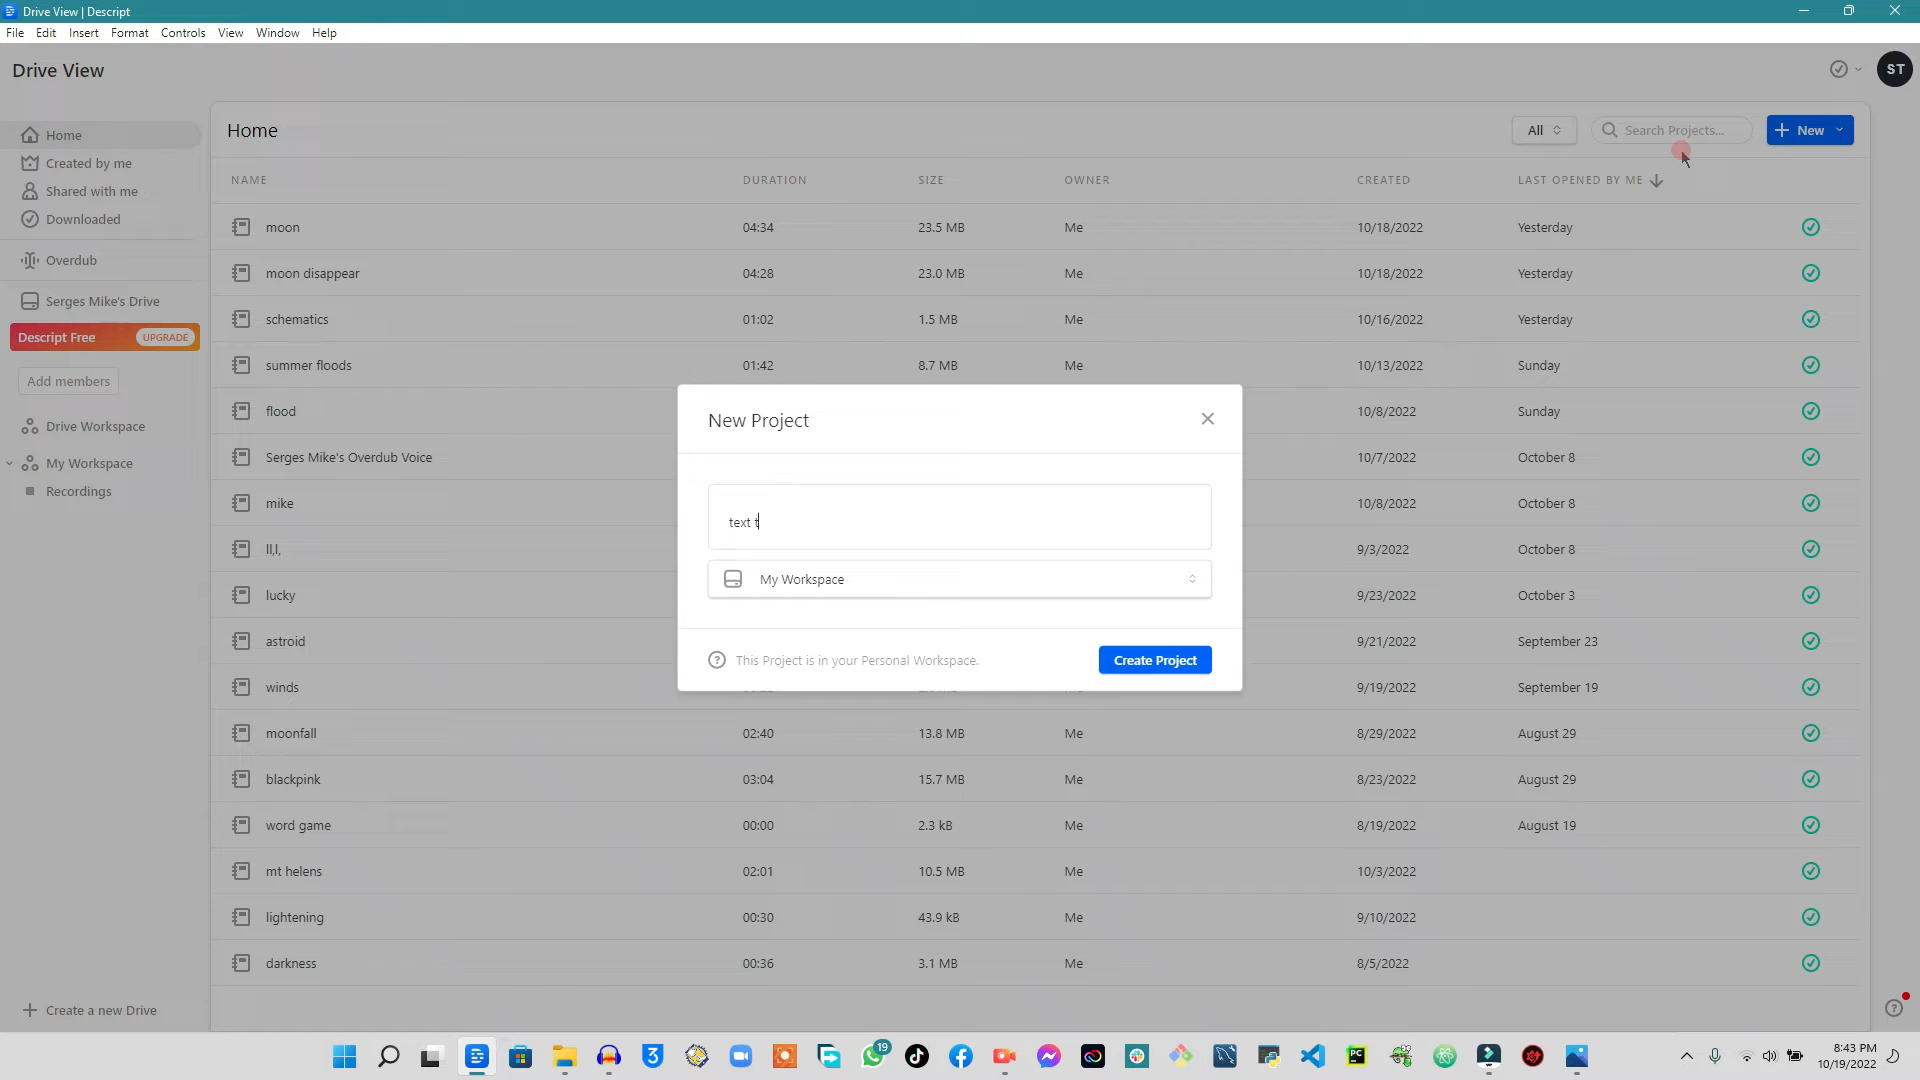 Drive View | Descript
File Edit Insert Format Controls View Window Help
Drive View
ST
Home
Created by me
Shared with me
Downloaded
Overdub
Serges Mike's Drive
Descript Free UPGRADE
Add members
Drive Workspace
My Workspace
Recordings
Create a new Drive
Home
All
Search Projects...
New
NAME DURATION SIZE OWNER CREATED LAST OPENED BY ME
moon 04:34 23.5 MB Me 10/18/2022 Yesterday
moon disappear 04:28 23.0 MB Me 10/18/2022 Yesterday
schematics 01:02 1.5 MB Me 10/16/2022 Yesterday
summer floods 01:42 8.7 MB Me 10/13/2022 Sunday
flood 10/8/2022 Sunday
Serges Mike's Overdub Voice 10/7/2022 October 8
mike 10/8/2022 October 8
ll,l, 9/3/2022 October 8
lucky 9/23/2022 October 3
astroid 9/21/2022 September 23
winds 9/19/2022 September 19
moonfall 02:40 13.8 MB Me 8/29/2022 August 29
blackpink 03:04 15.7 MB Me 8/23/2022 August 29
word game 00:00 2.3 kB Me 8/19/2022 August 19
mt helens 02:01 10.5 MB Me 10/3/2022
lightening 00:30 43.9 kB Me 9/10/2022
darkness 00:36 3.1 MB Me 8/5/2022
New Project
text t
My Workspace
This Project is in your Personal Workspace.
Create Project
19
PC
8:43 PM
10/19/2022